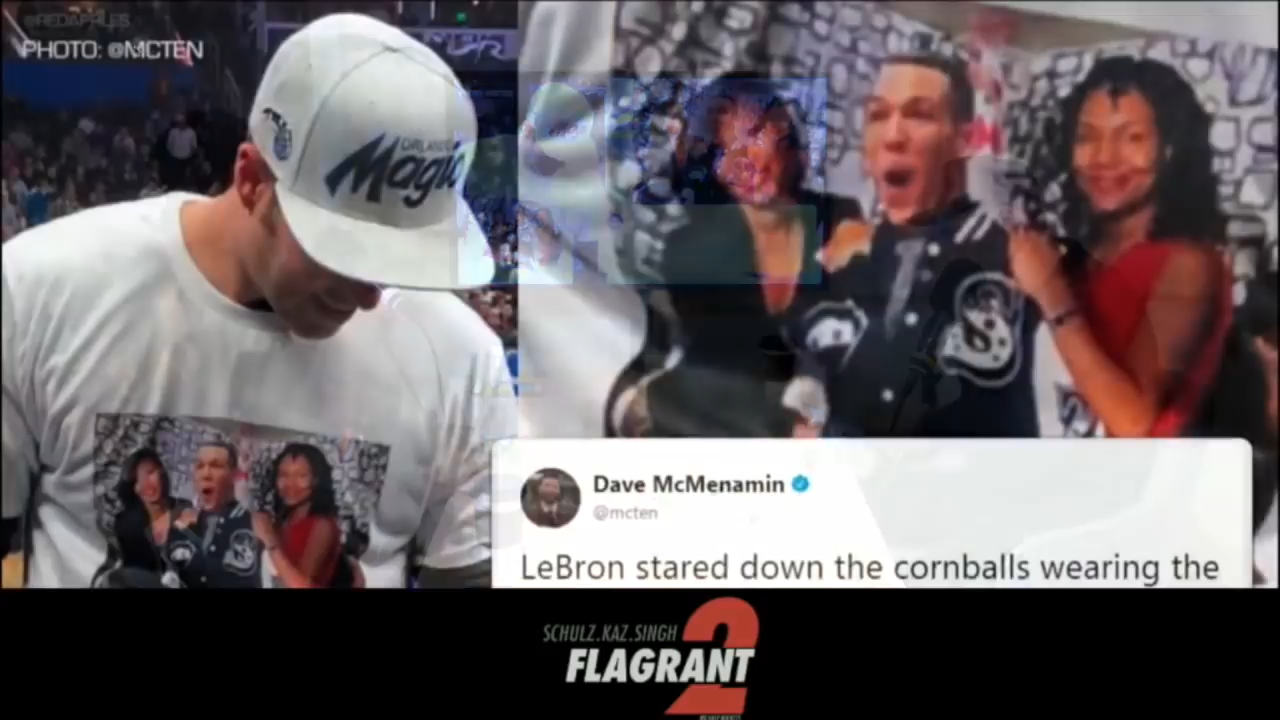 @REDAPPLES
PHOTO: @MCTEN
ORLANDO
Magic
S
Dave McMenamin
@mcten
LeBron stared down the cornballs wearing the
SCHULZ.KAZ.SINGH
FLAGRANT
2